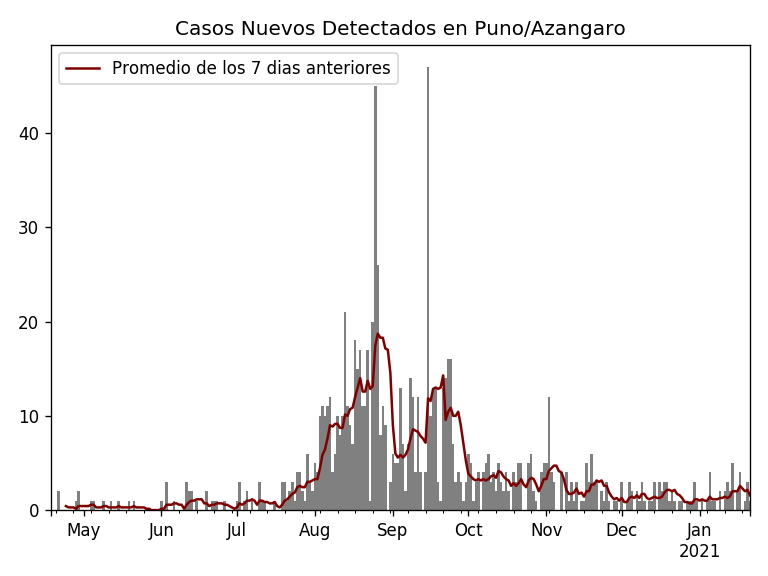 Casos Nuevos Detectados en Puno/Azangaro
Promedio de los 7 dias anteriores
40
30
20
10
0
May Jun Jul Aug Sep Oct Nov Dec Jan
2021